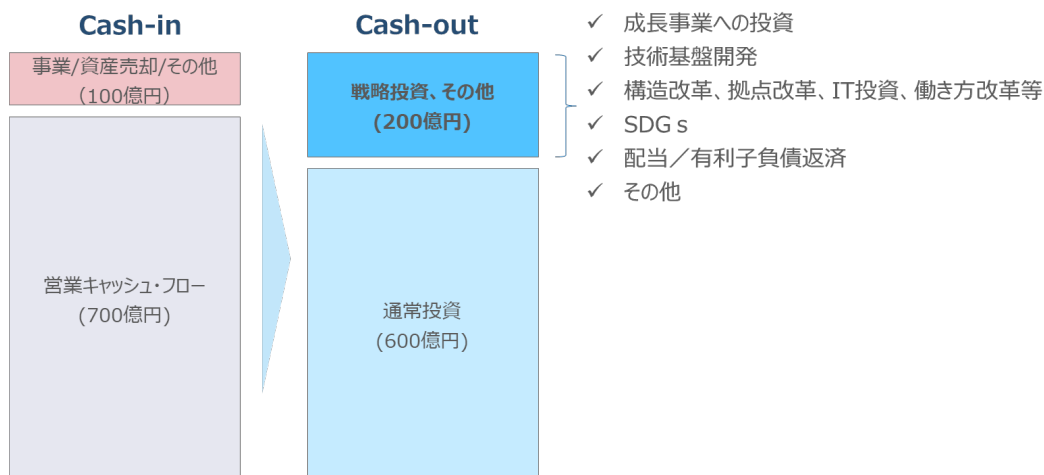 Cash-in
事業/資産売却/その他
（100億円）
営業キャッシュ・フロー
(700億円)
Cash-out
戦略投資、その他
(200億円)
通常投資
(600億円)
✓ 成長事業への投資
✓ 技術基盤開発
✓ 構造改革、拠点改革、IT投資、働き方改革等
✓ SDGｓ
✓ 配当／有利子負債返済
✓ その他